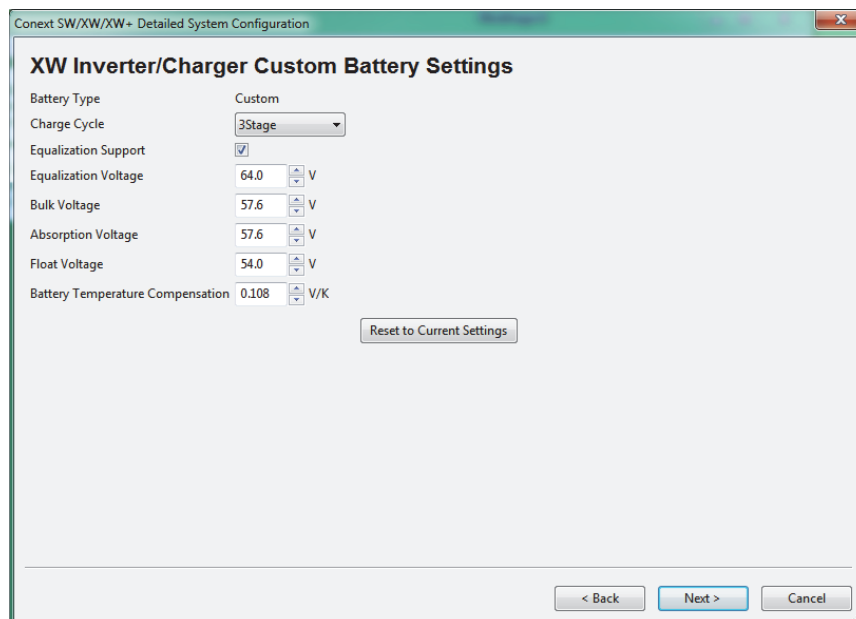 Conext SW/XW/XW+ Detailed System Configuration
XW Inverter/Charger Custom Battery Settings
Battery Type Custom
Charge Cycle 3Stage
Equalization Support
Equalization Voltage 64.0 V
Bulk Voltage 57.6 V
Absorption Voltage 57.6 V
Float Voltage 54.0 V
Battery Temperature Compensation 0.108 V/K
Reset to Current Settings
< Back Next > Cancel